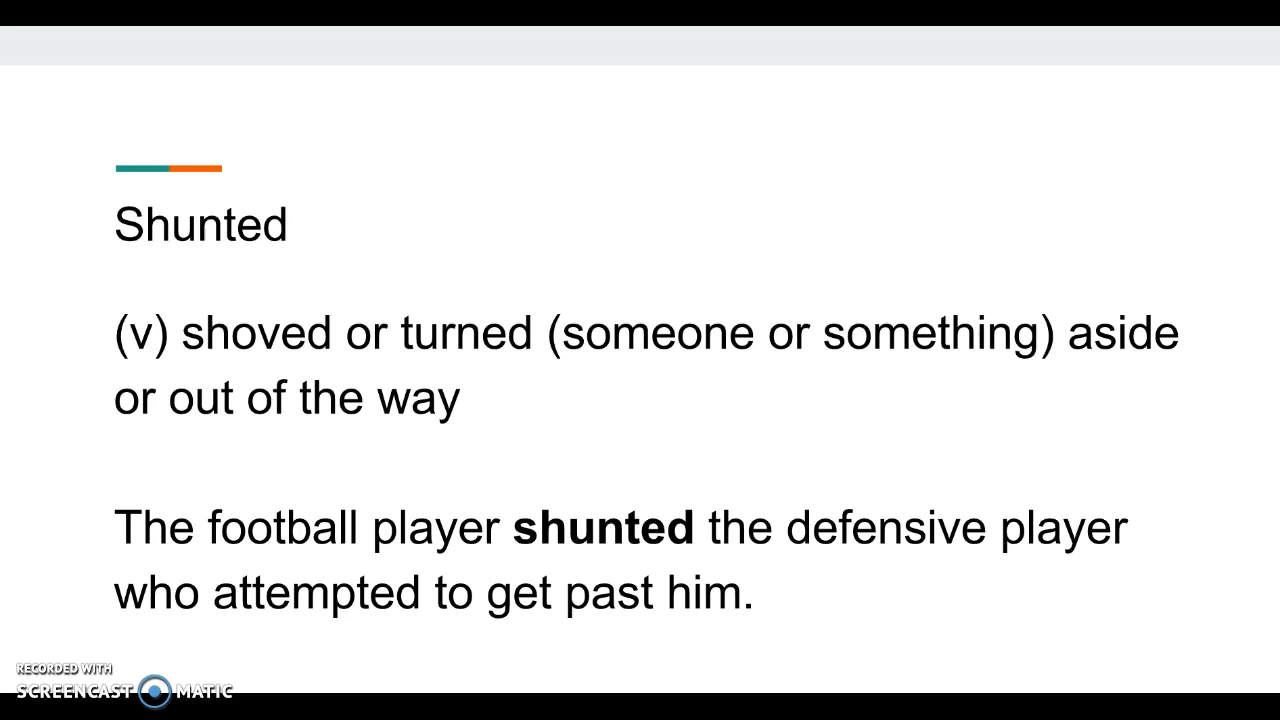 Shunted
(v) shoved or turned (someone or something) aside
or out of the way
The football player shunted the defensive player
who attempted to get past him.
RECORDED WITH
SCREENCAST MATIC